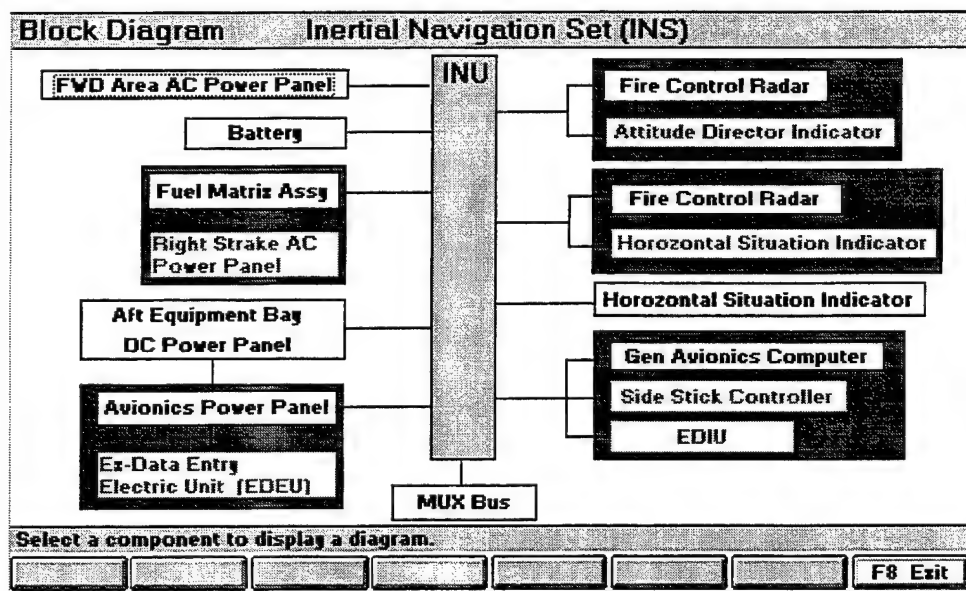 Block Diagram Inertial Navigation Set (INS)
INU
FWD Area AC Power Panel
Battery
Fuel Matrix Assy
Right Strake AC
Power Panel
Aft Equipment Bay
DC Power Panel
Avionics Power Panel
Ex-Data Entry
Electric Unit (EDEU)
Fire Control Radar
Attitude Director Indicator
Fire Control Radar
Horozontal Situation Indicator
Horozontal Situation Indicator
Gen Avionics Computer
Side Stick Controller
EDIU
MUX Bus
Select a component to display a diagram.
F8 Exit